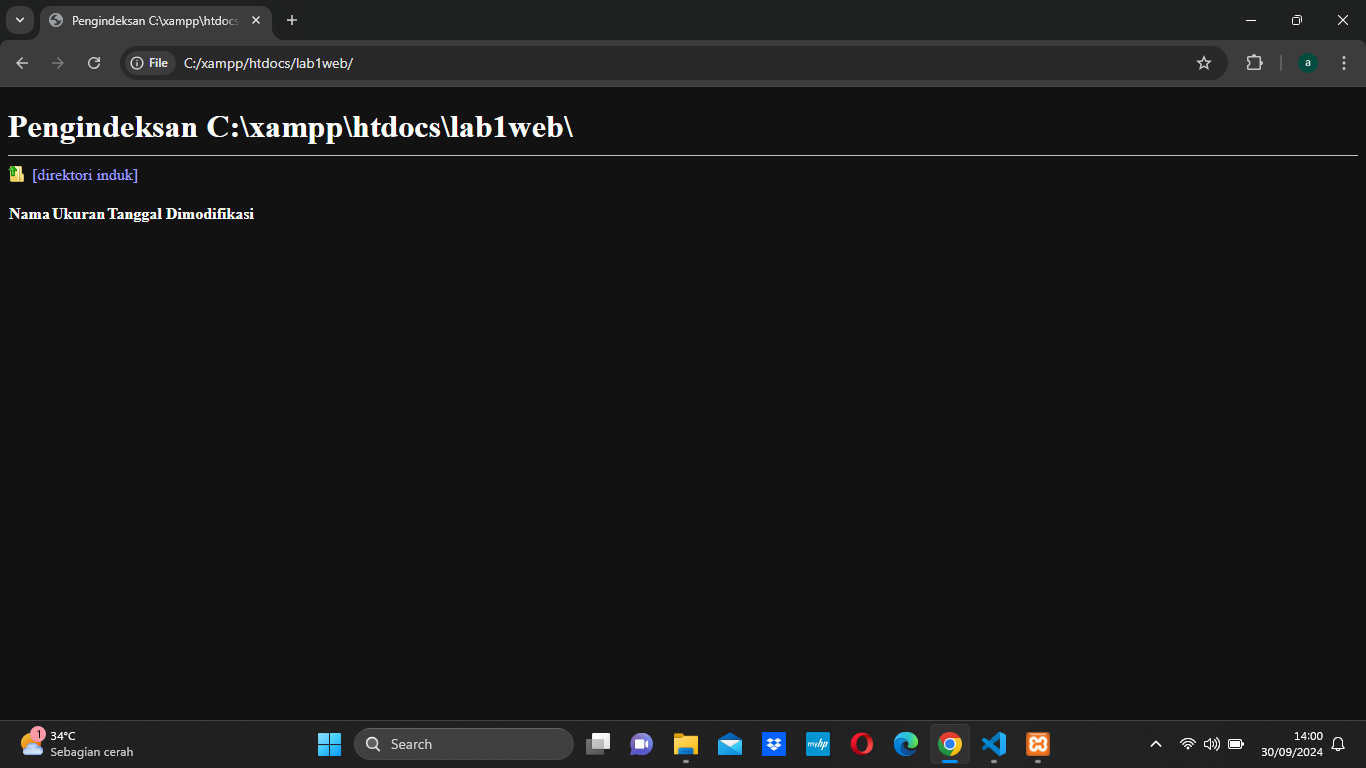 Pengindeksan C:\xampp\htdocs
File
C:/xampp/htdocs/lab1web/
a
Pengindeksan C:\xampp\htdocs\lab1web\
[direktori induk]
Nama Ukuran Tanggal Dimodifikasi
1
34°C
Sebagian cerah
Search
myhp
14:00
30/09/2024